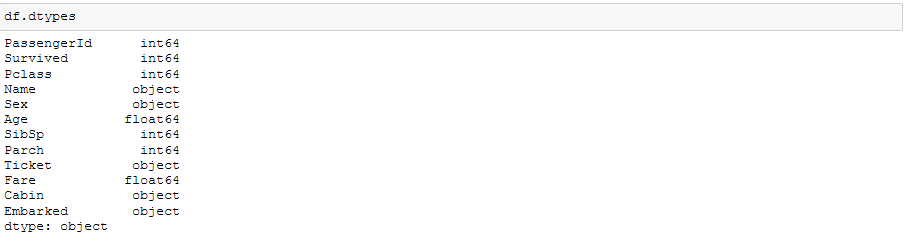 df.dtypes
PassengerId      int64
Survived         int64
Pclass           int64
Name            object
Sex             object
Age            float64
SibSp            int64
Parch            int64
Ticket          object
Fare           float64
Cabin           object
Embarked        object
dtype: object